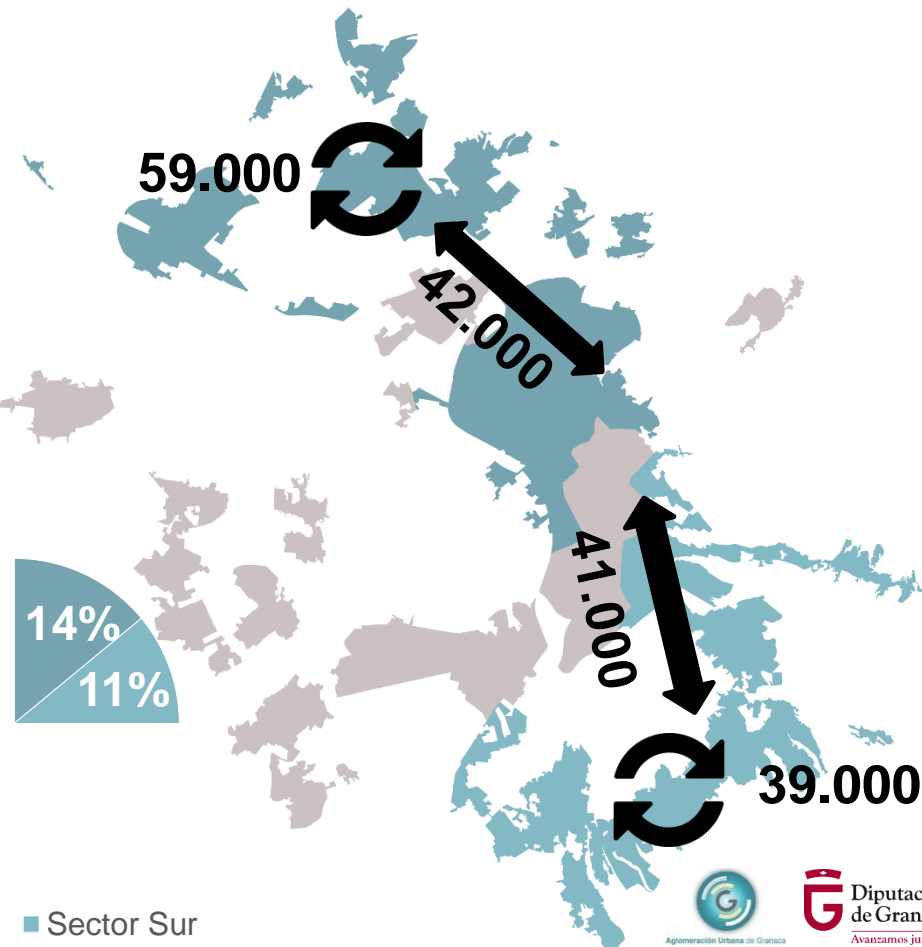 59.000
42.000
41.000
14%
11%
39.000
Sector Sur
G
Aglomeración Urbana de Granada
G
Diputac
de Gran
Avanzamos ju